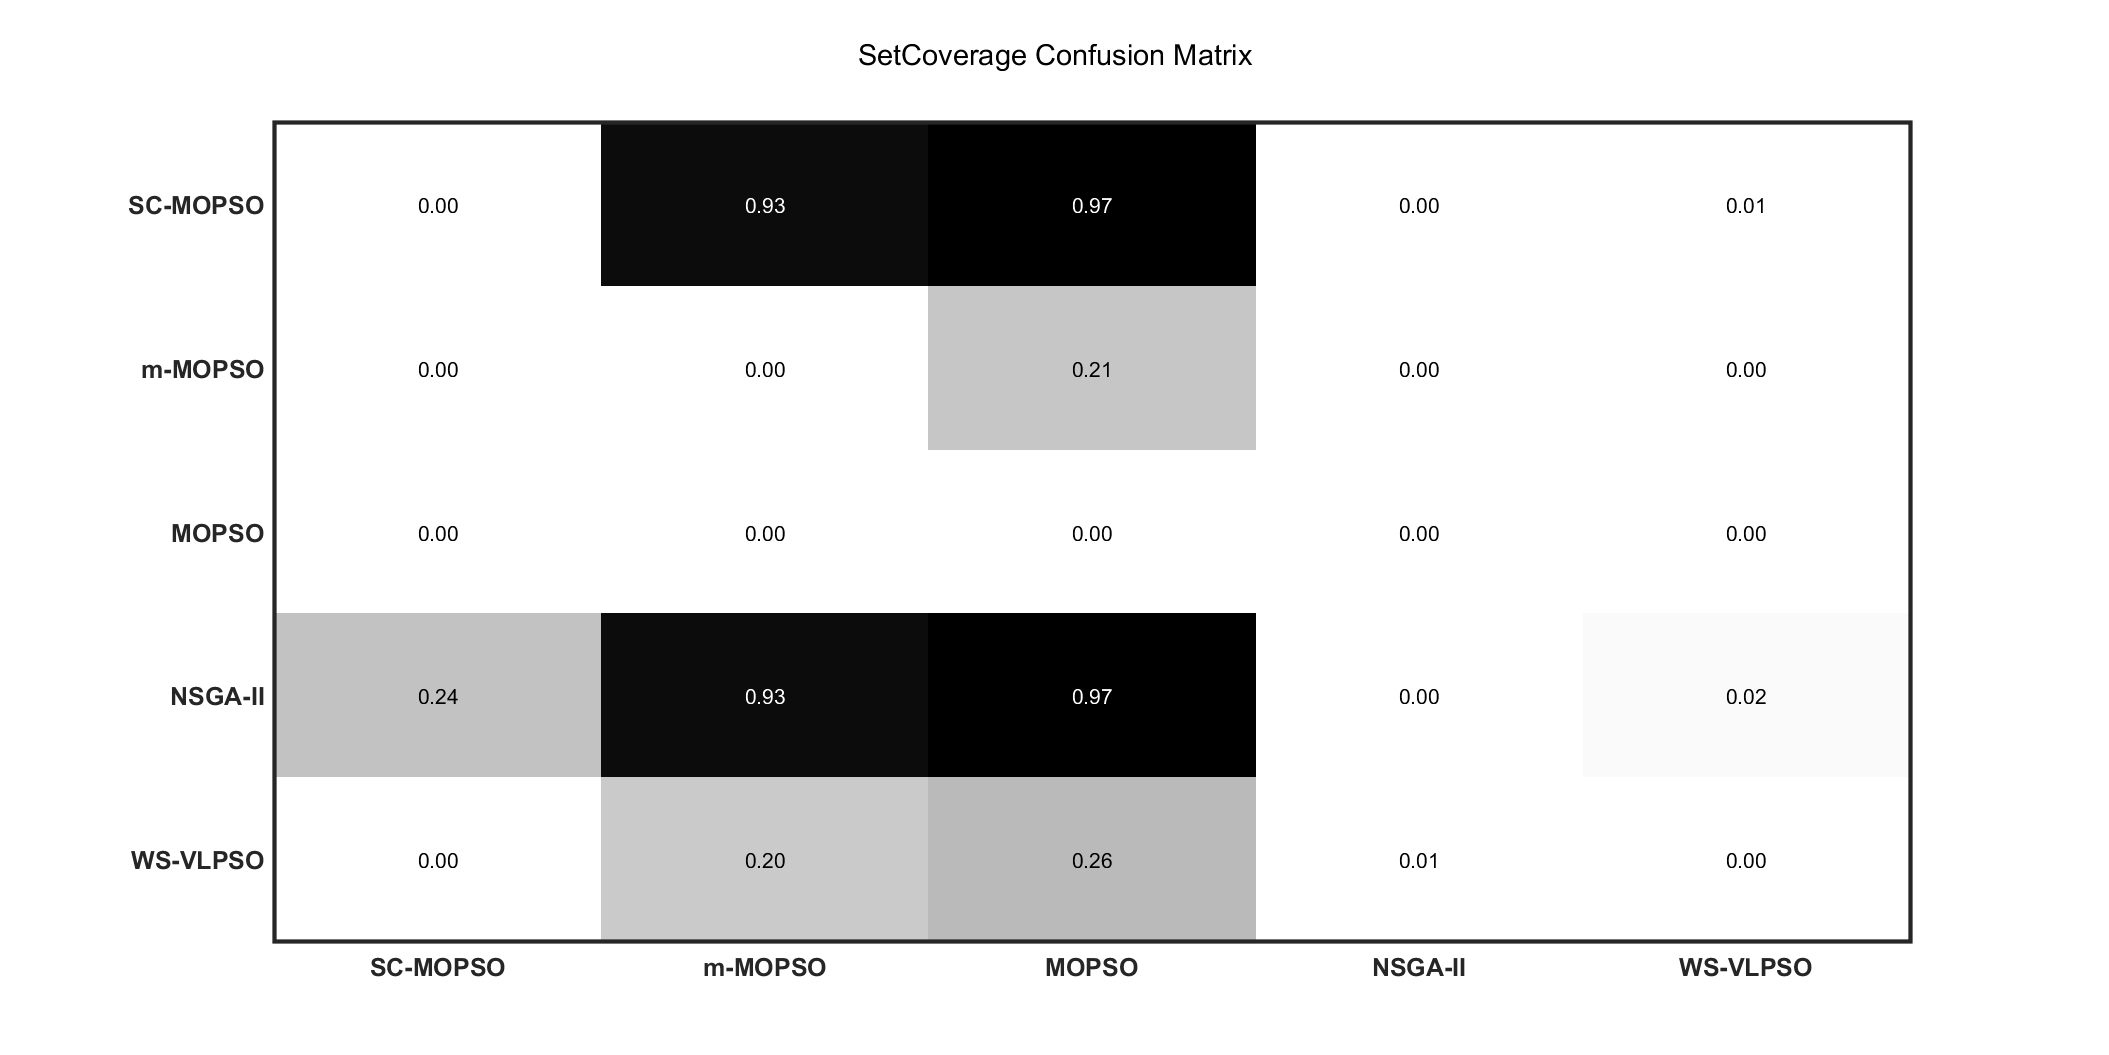 SetCoverage Confusion Matrix
SC-MOPSO 0.00 0.93 0.97 0.00 0.01
m-MOPSO 0.00 0.00 0.21 0.00 0.00
MOPSO 0.00 0.00 0.00 0.00 0.00
NSGA-II 0.24 0.93 0.97 0.00 0.02
WS-VLPSO 0.00 0.20 0.26 0.01 0.00
SC-MOPSO m-MOPSO MOPSO NSGA-II WS-VLPSO